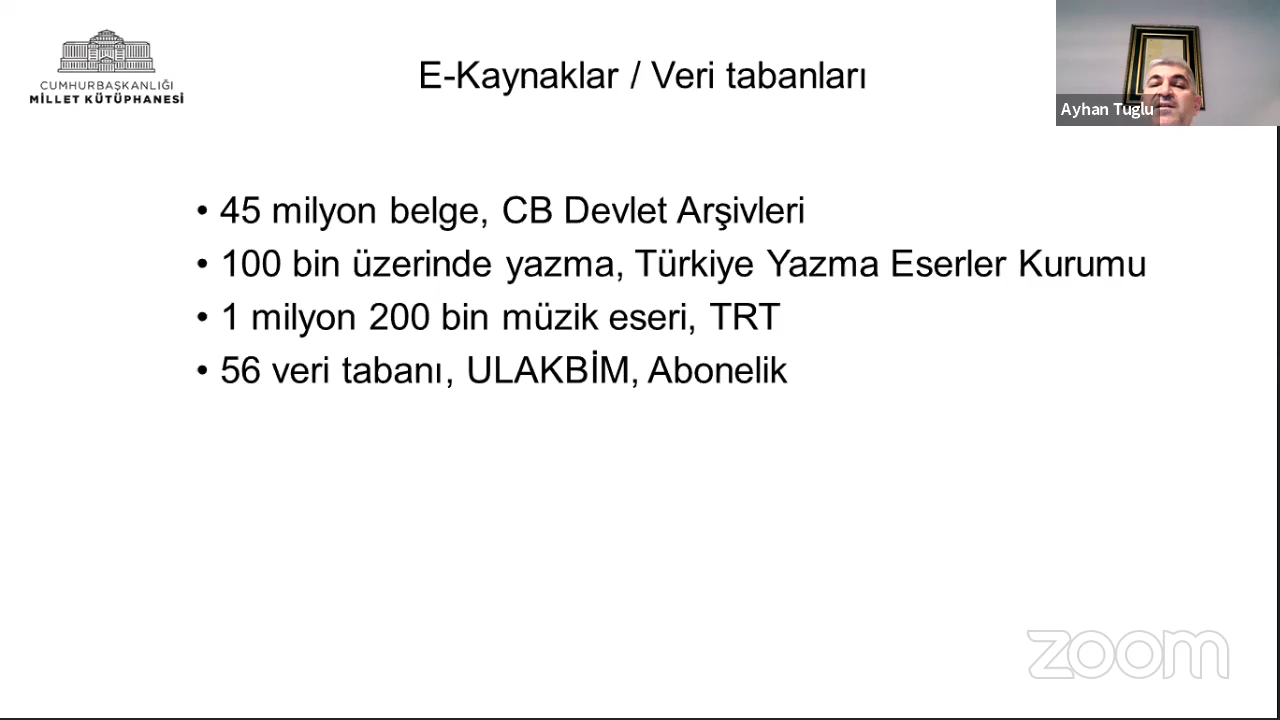 CUMHURBAŞKANLIĞI
MİLLET KÜTÜPHANESİ
E-Kaynaklar / Veri tabanları
Ayhan Tuglu
• 45 milyon belge, CB Devlet Arşivleri
• 100 bin üzerinde yazma, Türkiye Yazma Eserler Kurumu
• 1 milyon 200 bin müzik eseri, TRT
• 56 veri tabanı, ULAKBİM, Abonelik
zoom